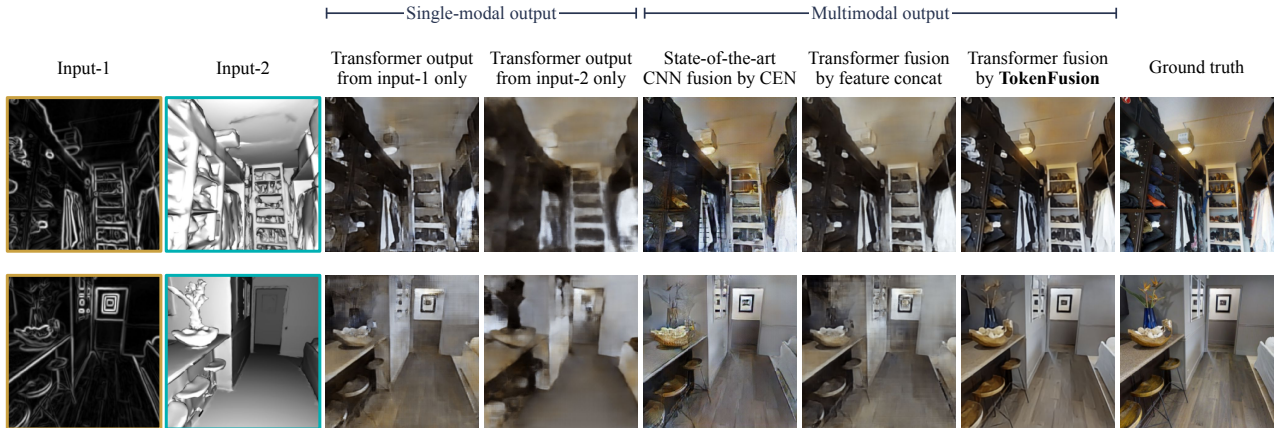 Single-modal output
Multimodal output
Input-1
Input-2
Transformer output
from input-1 only
Transformer output
from input-2 only
State-of-the-art
CNN fusion by CEN
Transformer fusion
by feature concat
Transformer fusion
by TokenFusion
Ground truth